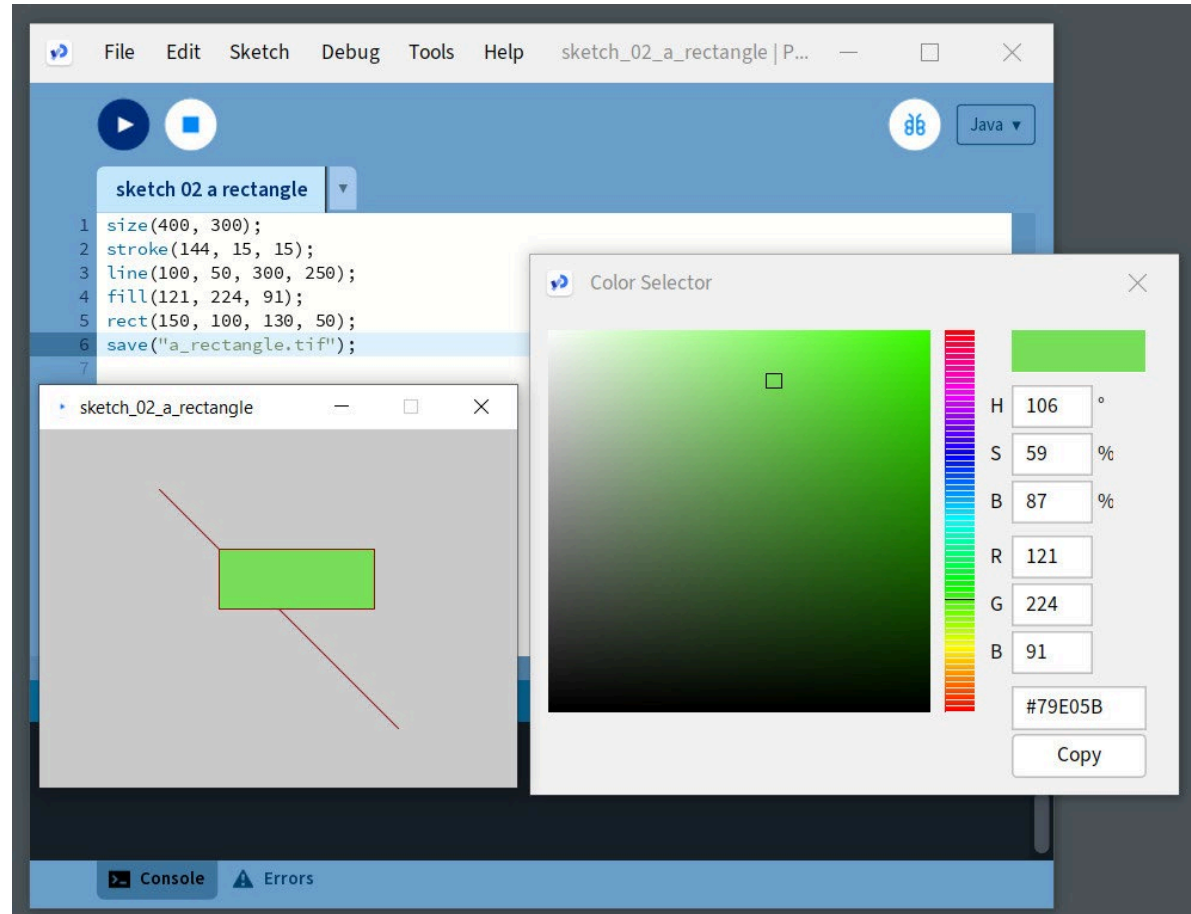 File Edit Sketch Debug Tools Help sketch_02_a_rectangle | P...
Java ▾
sketch 02 a rectangle ▾
1 size(400, 300);
2 stroke(144, 15, 15);
3 line(100, 50, 300, 250);
4 fill(121, 224, 91);
5 rect(150, 100, 130, 50);
6 save("a_rectangle.tif");
7
sketch_02_a_rectangle
Color Selector
H 106 °
S 59 %
B 87 %
R 121
G 224
B 91
#79E05B
Copy
Console Errors